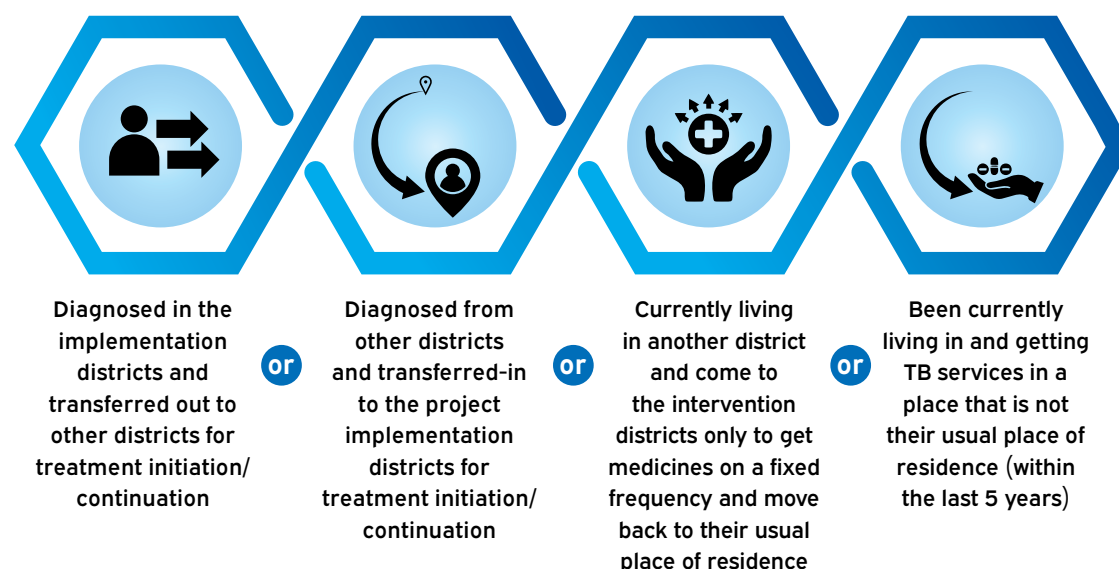 Diagnosed in the
implementation
districts and
transferred out to
other districts for
treatment initiation/
continuation
or
Diagnosed from
other districts
and transferred-in
to the project
implementation
districts for
treatment initiation/
continuation
or
Currently living
in another district
and come to
the intervention
districts only to get
medicines on a fixed
frequency and move
back to their usual
place of residence
or
Been currently
living in and getting
TB services in a
place that is not
their usual place of
residence (within
the last 5 years)